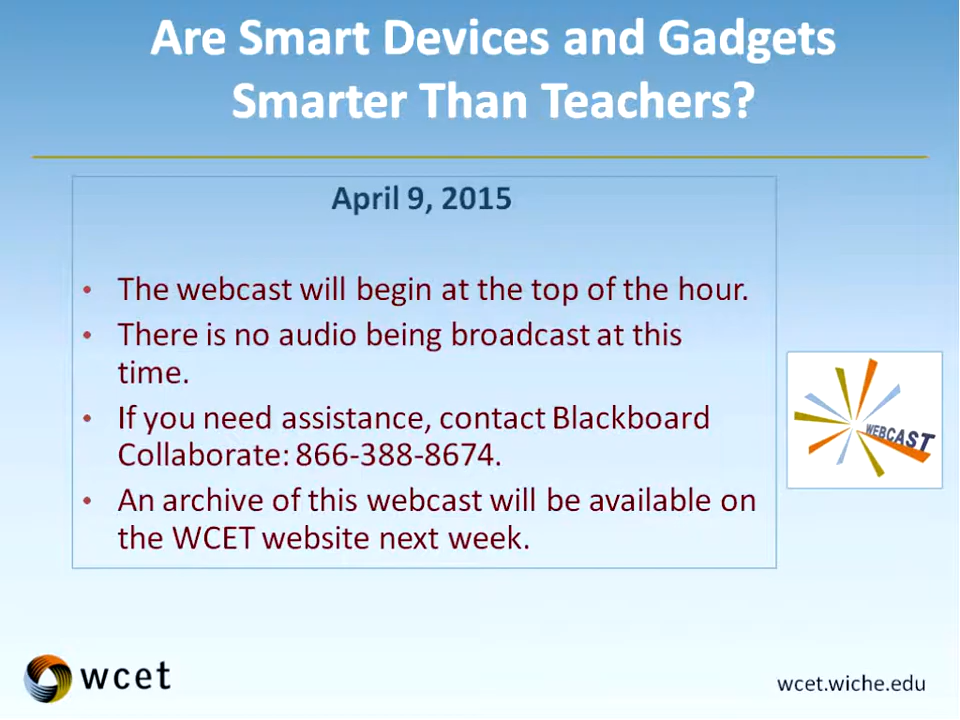 Are Smart Devices and Gadgets
Smarter Than Teachers?
April 9, 2015
• The webcast will begin at the top of the hour.
• There is no audio being broadcast at this
time.
• If you need assistance, contact Blackboard
Collaborate: 866-388-8674.
• An archive of this webcast will be available on
the WCET website next week.
WEBCAST
wcet
wcet.wiche.edu